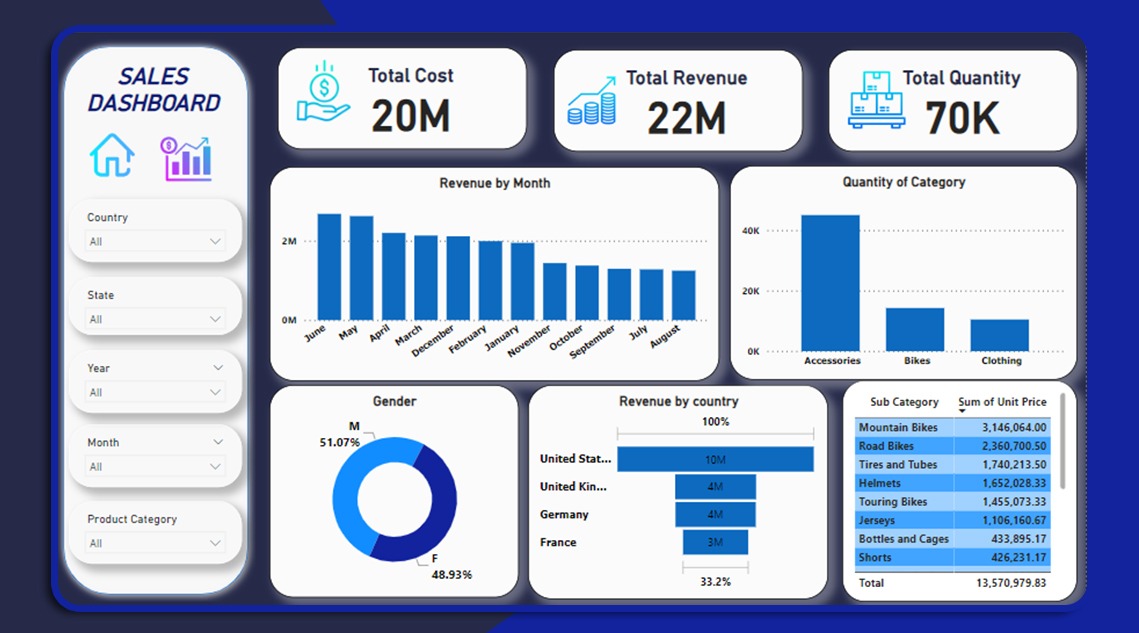 SALES
DASHBOARD
Country
All
State
All
Year
All
Month
All
Product Category
All
Total Cost
20M
Total Revenue
22M
Total Quantity
70K
Revenue by Month
2M
0M
June
May
April
March
December
February
January
November
October
September
July
August
Quantity of Category
40K
20K
0K
Accessories
Bikes
Clothing
Gender
M
51.07%
F
48.93%
Revenue by country
100%
United Stat... 10M
United Kin... 4M
Germany 4M
France 3M
33.2%
Sub Category Sum of Unit Price
Mountain Bikes 3,146,064.00
Road Bikes 2,360,700.50
Tires and Tubes 1,740,213.50
Helmets 1,652,028.33
Touring Bikes 1,455,073.33
Jerseys 1,106,160.67
Bottles and Cages 433,895.17
Shorts 426,231.17
Total 13,570,979.83